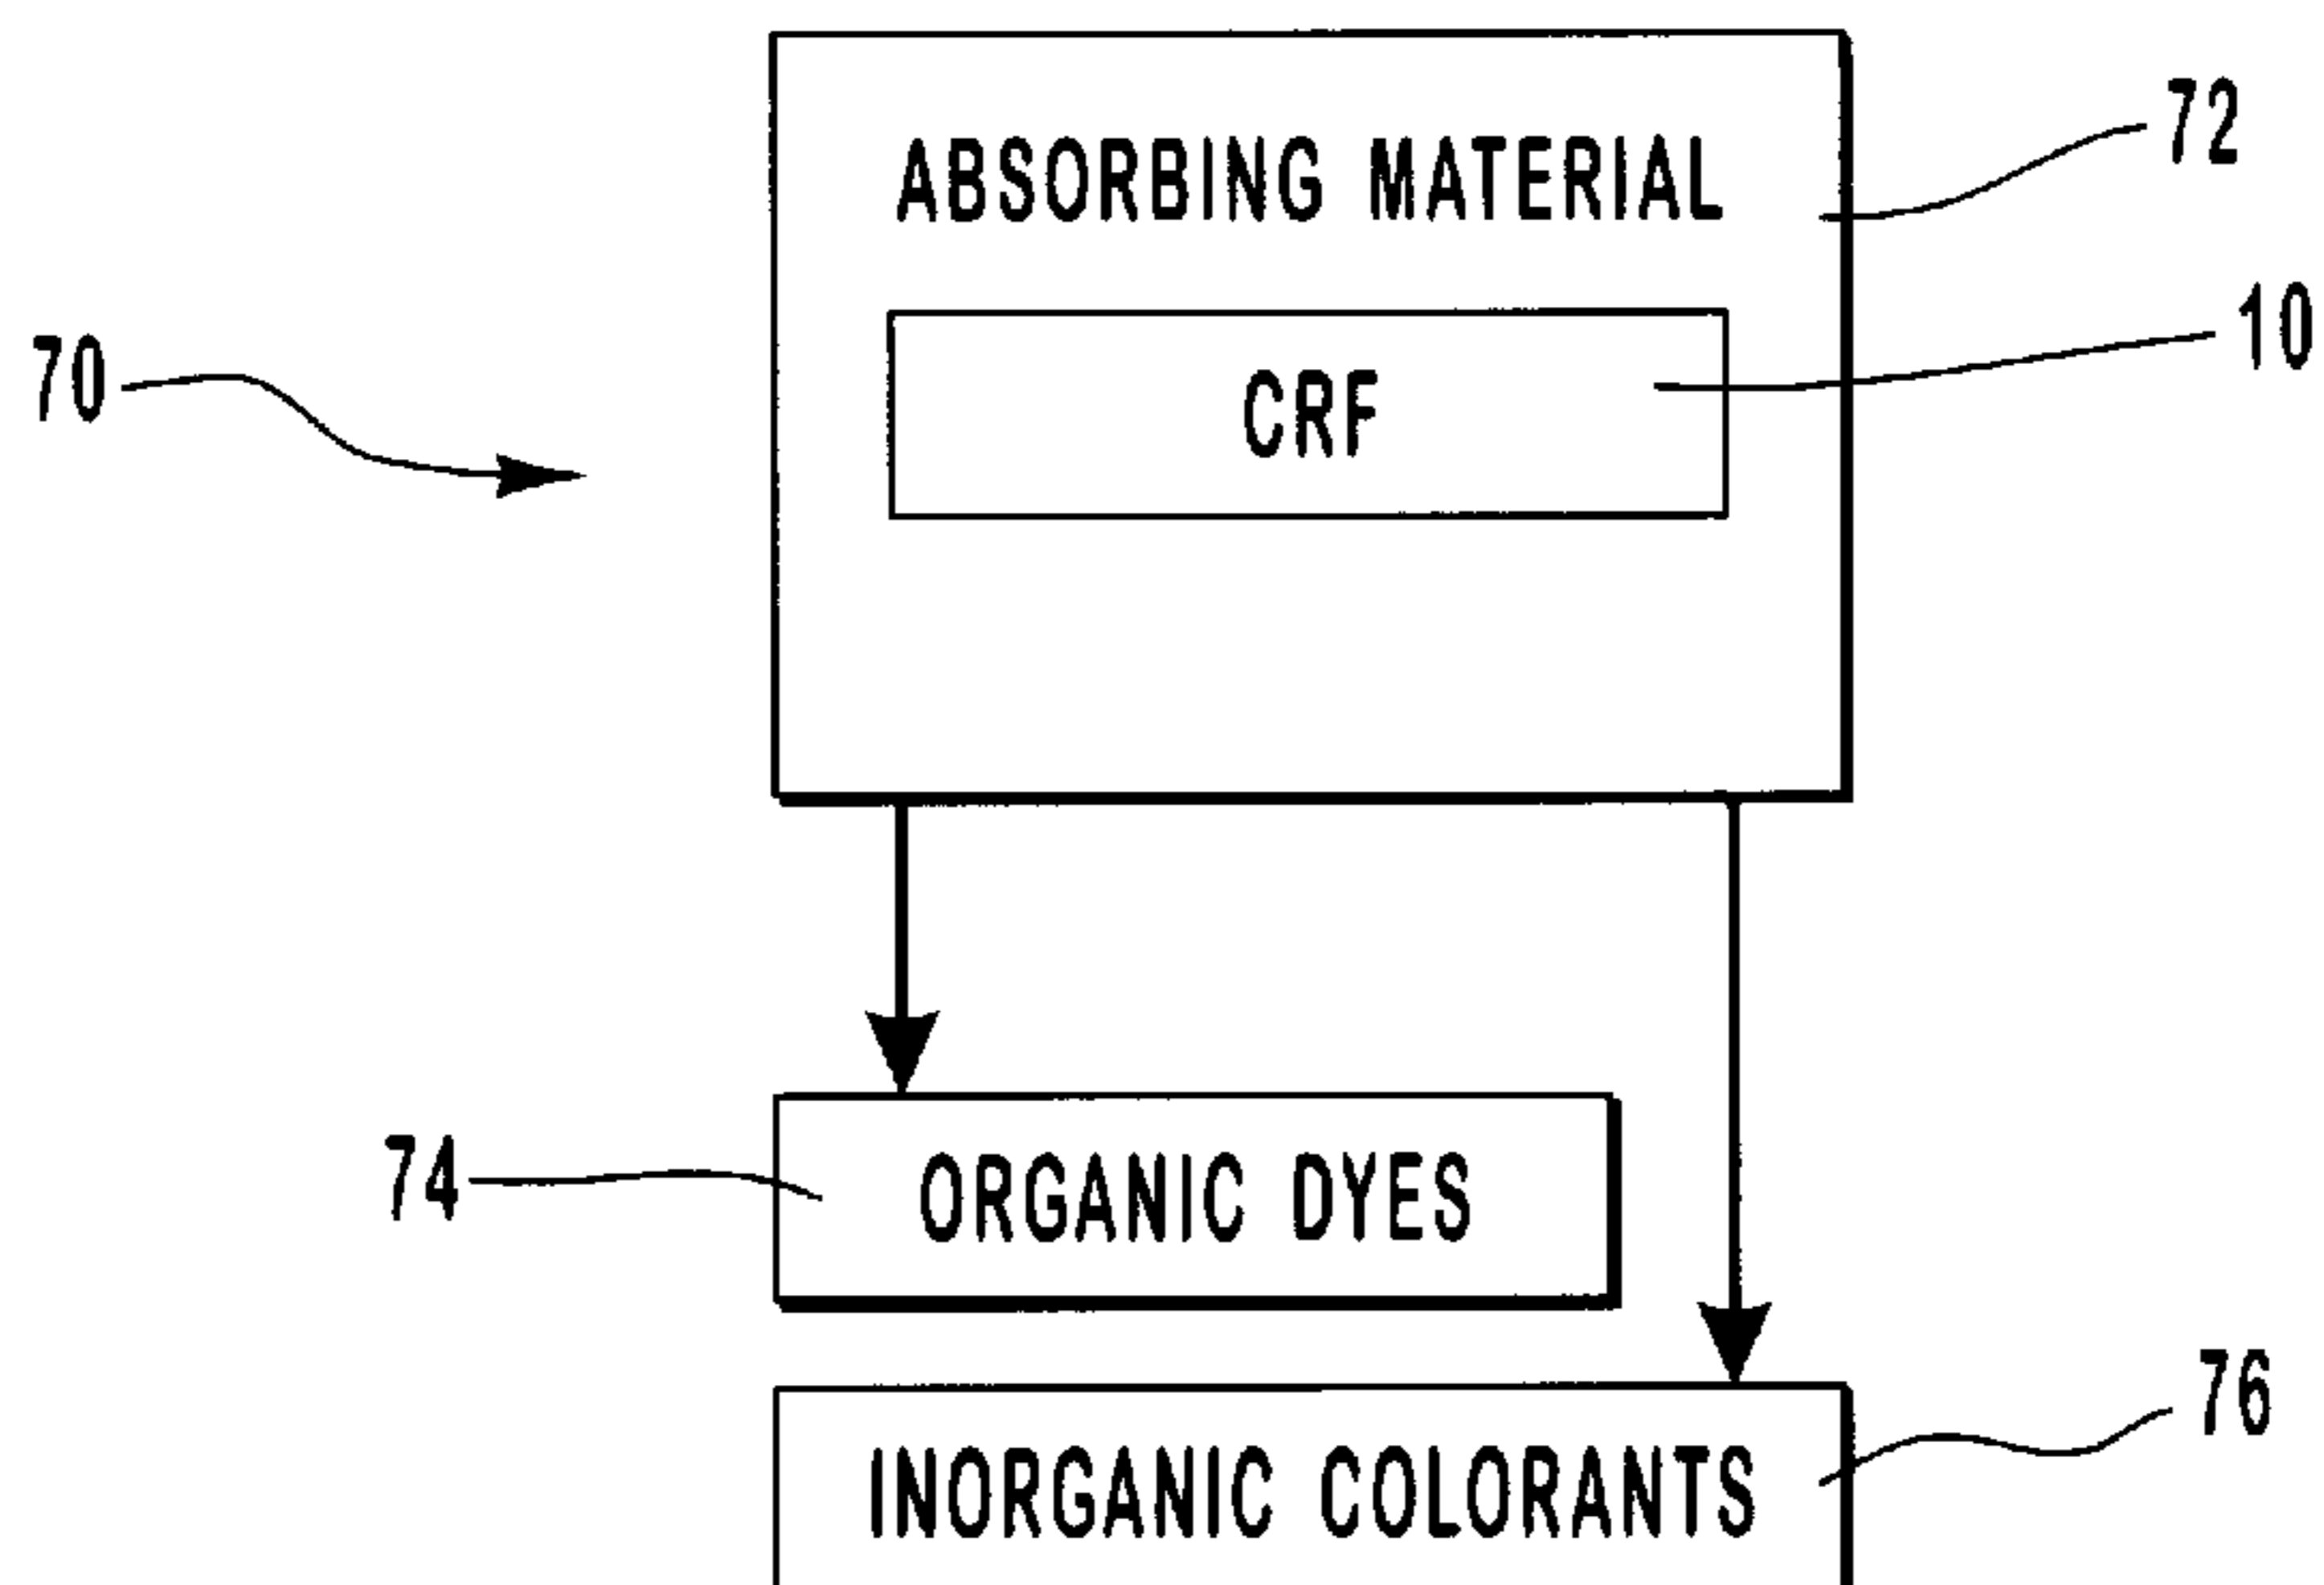 72
ABSORBING MATERIAL
10
70
CRF
74
ORGANIC DYES
76
INORGANIC COLORANTS